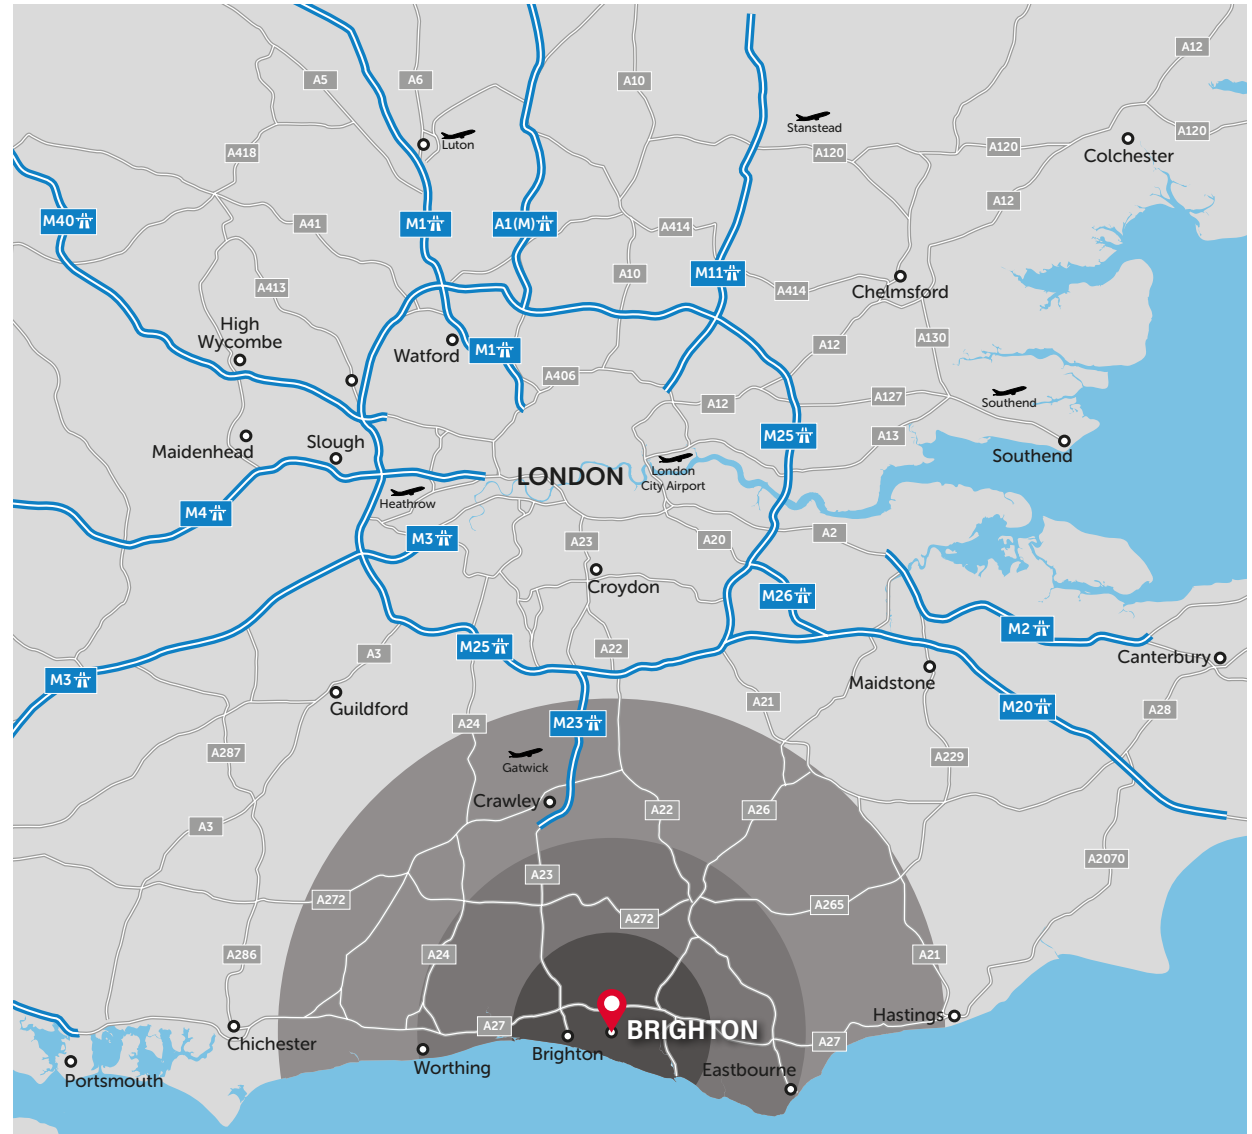 A12
A5
A6
A10
Stanstead
A120
Luton
A418
A120
A120
Colchester
A12
M40
A41
M1
A1(M)
A414
A10
M11
A413
A414
Chelmsford
High
Wycombe
Watford
M1
A12
A130
A406
A12
A127
Southend
M25
A13
Maidenhead
Slough
Southend
LONDON
London
City Airport
Heathrow
M4
M3
A23
A20
A2
Croydon
M26
M2
M25
A3
A22
Canterbury
M3
Maidstone
Guildford
A21
M20
A28
A24
M23
A287
Gatwick
A229
Crawley
A22
A26
A3
A2070
A23
A272
A265
A272
A286
A24
A21
Hastings
A27
BRIGHTON
Chichester
Brighton
A27
Worthing
Eastbourne
Portsmouth